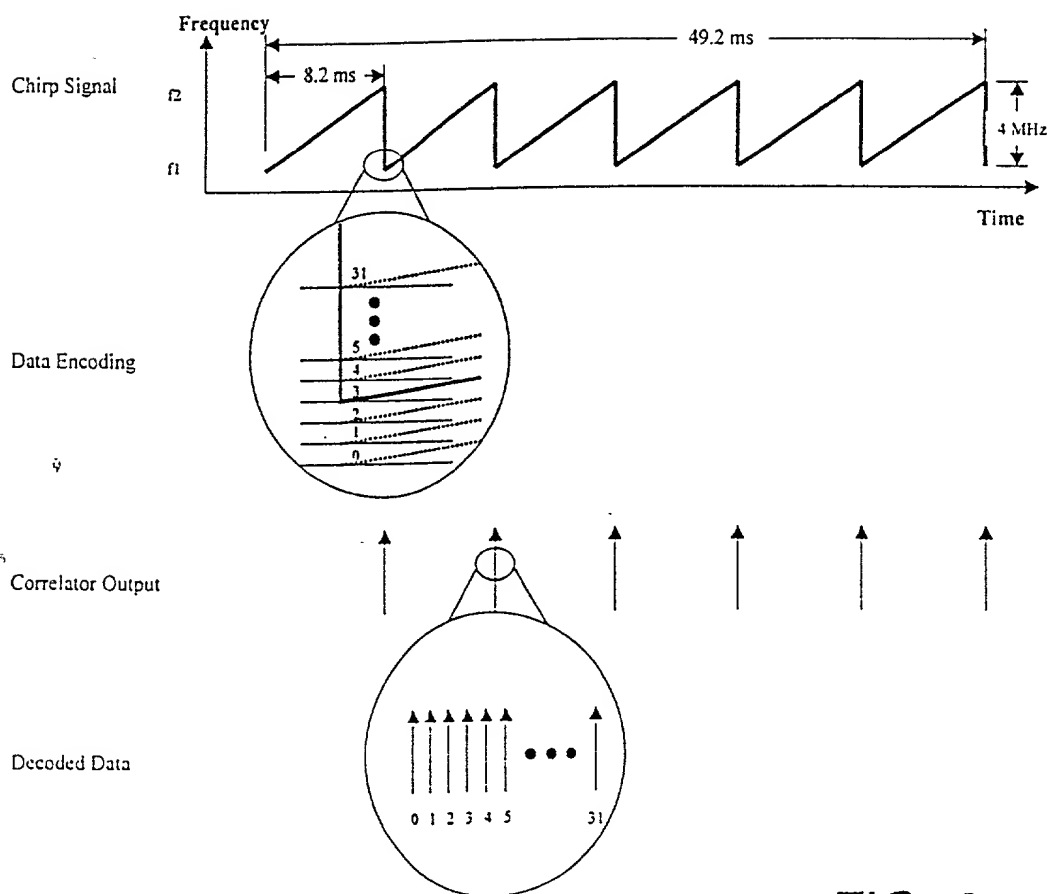 Frequency
49.2 ms
8.2 ms
Chirp Signal
f2
4 MHz
f1
Time
31
5
Data Encoding
4
3
2
1
0
Correlator Output
Decoded Data
0 1 2 3 4 5 31